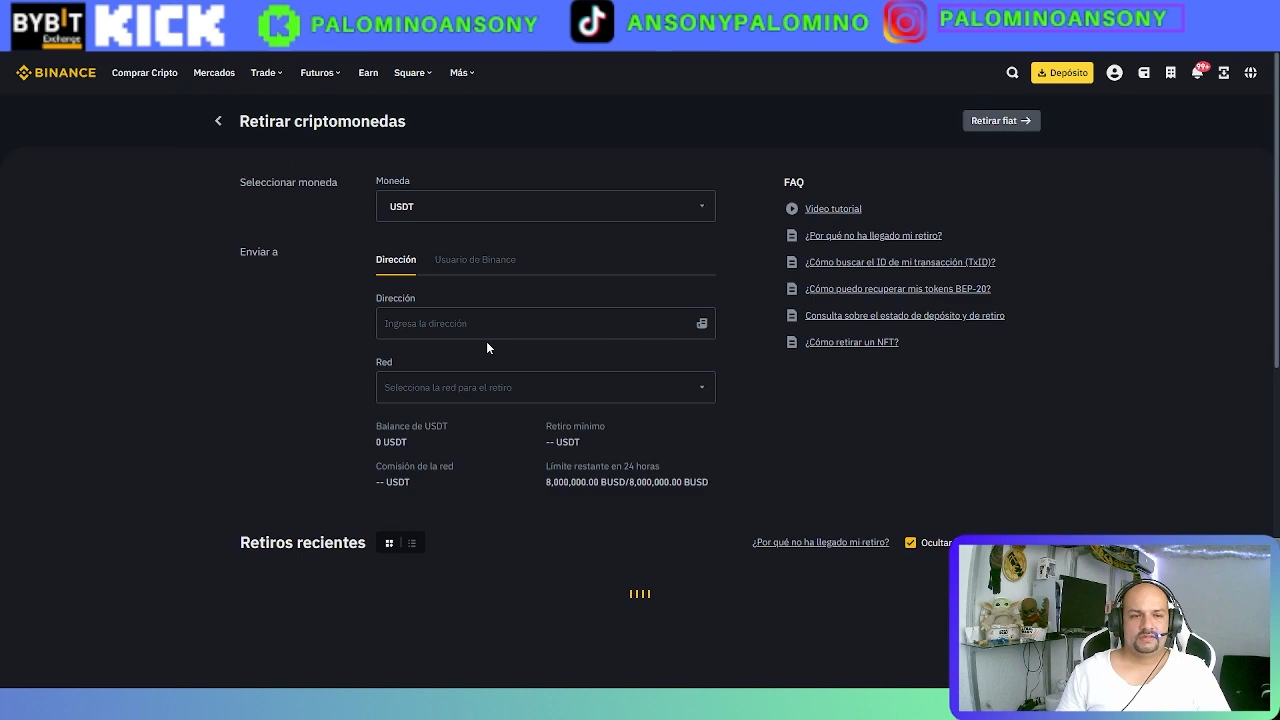 BYBIT
Exchange
KICK
PALOMINOANSONY
ANSONYPALOMINO
PALOMINOANSONY
BINANCE
Comprar Cripto
Mercados
Trade
Futuros
Earn
Square
Más
Depósito
99+
Retirar criptomonedas
Retirar fiat
Seleccionar moneda
Moneda
USDT
Enviar a
Dirección
Usuario de Binance
Dirección
Ingresa la dirección
Red
Selecciona la red para el retiro
Balance de USDT
0 USDT
Retiro mínimo
-- USDT
Comisión de la red
-- USDT
Límite restante en 24 horas
8,000,000.00 BUSD/8,000,000.00 BUSD
FAQ
Video tutorial
¿Por qué no ha llegado mi retiro?
¿Cómo buscar el ID de mi transacción (TxID)?
¿Cómo puedo recuperar mis tokens BEP-20?
Consulta sobre el estado de depósito y de retiro
¿Cómo retirar un NFT?
Retiros recientes
¿Por qué no ha llegado mi retiro?
Ocultar